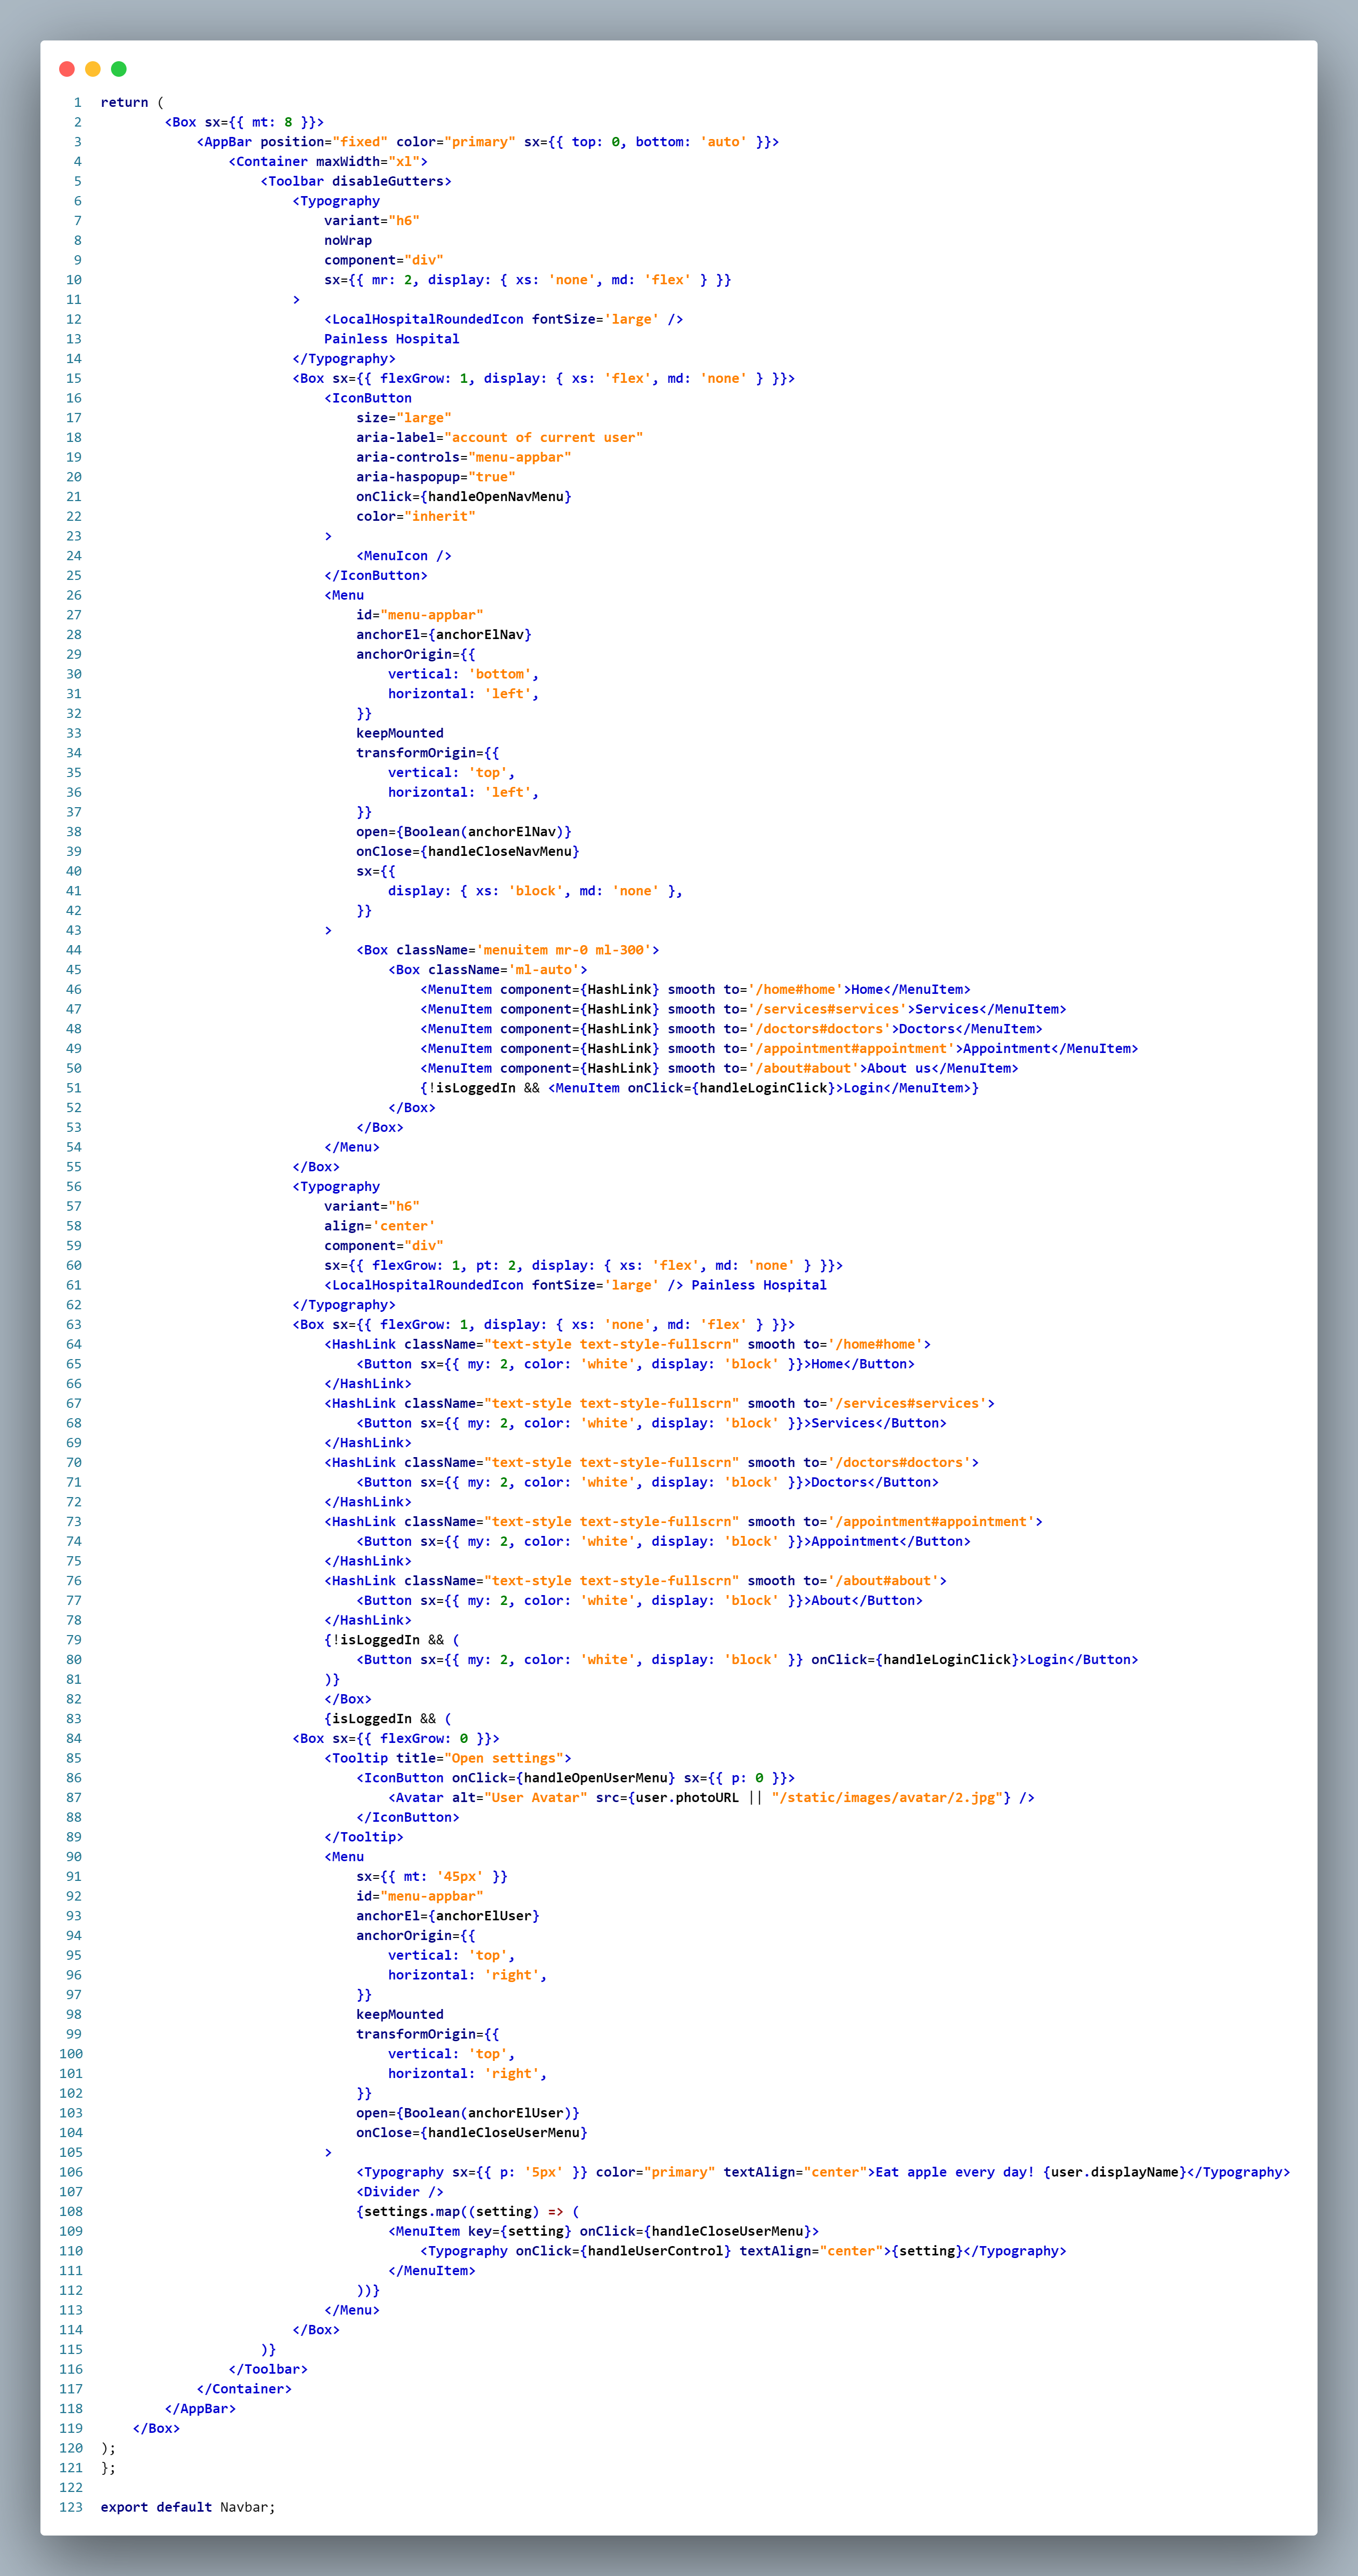 1 return (
2         <Box sx={{ mt: 8 }}>
3             <AppBar position="fixed" color="primary" sx={{ top: 0, bottom: 'auto' }}>
4                 <Container maxWidth="xl">
5                     <Toolbar disableGutters>
6                         <Typography
7                             variant="h6"
8                             noWrap
9                             component="div"
10                             sx={{ mr: 2, display: { xs: 'none', md: 'flex' } }}
11                         >
12                             <LocalHospitalRoundedIcon fontSize='large' />
13                             Painless Hospital
14                         </Typography>
15                         <Box sx={{ flexGrow: 1, display: { xs: 'flex', md: 'none' } }}>
16                             <IconButton
17                                 size="large"
18                                 aria-label="account of current user"
19                                 aria-controls="menu-appbar"
20                                 aria-haspopup="true"
21                                 onClick={handleOpenNavMenu}
22                                 color="inherit"
23                             >
24                                 <MenuIcon />
25                             </IconButton>
26                             <Menu
27                                 id="menu-appbar"
28                                 anchorEl={anchorElNav}
29                                 anchorOrigin={{
30                                     vertical: 'bottom',
31                                     horizontal: 'left',
32                                 }}
33                                 keepMounted
34                                 transformOrigin={{
35                                     vertical: 'top',
36                                     horizontal: 'left',
37                                 }}
38                                 open={Boolean(anchorElNav)}
39                                 onClose={handleCloseNavMenu}
40                                 sx={{
41                                     display: { xs: 'block', md: 'none' },
42                                 }}
43                             >
44                                 <Box className='menuitem mr-0 ml-300'>
45                                     <Box className='ml-auto'>
46                                         <MenuItem component={HashLink} smooth to='/home#home'>Home</MenuItem>
47                                         <MenuItem component={HashLink} smooth to='/services#services'>Services</MenuItem>
48                                         <MenuItem component={HashLink} smooth to='/doctors#doctors'>Doctors</MenuItem>
49                                         <MenuItem component={HashLink} smooth to='/appointment#appointment'>Appointment</MenuItem>
50                                         <MenuItem component={HashLink} smooth to='/about#about'>About us</MenuItem>
51                                         {!isLoggedIn && <MenuItem onClick={handleLoginClick}>Login</MenuItem>}
52                                     </Box>
53                                 </Box>
54                             </Menu>
55                         </Box>
56                         <Typography
57                             variant="h6"
58                             align='center'
59                             component="div"
60                             sx={{ flexGrow: 1, pt: 2, display: { xs: 'flex', md: 'none' } }}>
61                             <LocalHospitalRoundedIcon fontSize='large' /> Painless Hospital
62                         </Typography>
63                         <Box sx={{ flexGrow: 1, display: { xs: 'none', md: 'flex' } }}>
64                             <HashLink className="text-style text-style-fullscrn" smooth to='/home#home'>
65                                 <Button sx={{ my: 2, color: 'white', display: 'block' }}>Home</Button>
66                             </HashLink>
67                             <HashLink className="text-style text-style-fullscrn" smooth to='/services#services'>
68                                 <Button sx={{ my: 2, color: 'white', display: 'block' }}>Services</Button>
69                             </HashLink>
70                             <HashLink className="text-style text-style-fullscrn" smooth to='/doctors#doctors'>
71                                 <Button sx={{ my: 2, color: 'white', display: 'block' }}>Doctors</Button>
72                             </HashLink>
73                             <HashLink className="text-style text-style-fullscrn" smooth to='/appointment#appointment'>
74                                 <Button sx={{ my: 2, color: 'white', display: 'block' }}>Appointment</Button>
75                             </HashLink>
76                             <HashLink className="text-style text-style-fullscrn" smooth to='/about#about'>
77                                 <Button sx={{ my: 2, color: 'white', display: 'block' }}>About</Button>
78                             </HashLink>
79                             {!isLoggedIn && (
80                                 <Button sx={{ my: 2, color: 'white', display: 'block' }} onClick={handleLoginClick}>Login</Button>
81                             )}
82                             </Box>
83                             {isLoggedIn && (
84                         <Box sx={{ flexGrow: 0 }}>
85                             <Tooltip title="Open settings">
86                                 <IconButton onClick={handleOpenUserMenu} sx={{ p: 0 }}>
87                                     <Avatar alt="User Avatar" src={user.photoURL || "/static/images/avatar/2.jpg"} />
88                                 </IconButton>
89                             </Tooltip>
90                             <Menu
91                                 sx={{ mt: '45px' }}
92                                 id="menu-appbar"
93                                 anchorEl={anchorElUser}
94                                 anchorOrigin={{
95                                     vertical: 'top',
96                                     horizontal: 'right',
97                                 }}
98                                 keepMounted
99                                 transformOrigin={{
100                                     vertical: 'top',
101                                     horizontal: 'right',
102                                 }}
103                                 open={Boolean(anchorElUser)}
104                                 onClose={handleCloseUserMenu}
105                             >
106                                 <Typography sx={{ p: '5px' }} color="primary" textAlign="center">Eat apple every day! {user.displayName}</Typography>
107                                 <Divider />
108                                 {settings.map((setting) => (
109                                     <MenuItem key={setting} onClick={handleCloseUserMenu}>
110                                         <Typography onClick={handleUserControl} textAlign="center">{setting}</Typography>
111                                     </MenuItem>
112                                 ))}
113                             </Menu>
114                         </Box>
115                     )}
116                 </Toolbar>
117             </Container>
118         </AppBar>
119     </Box>
120 );
121 };
122
123 export default Navbar;